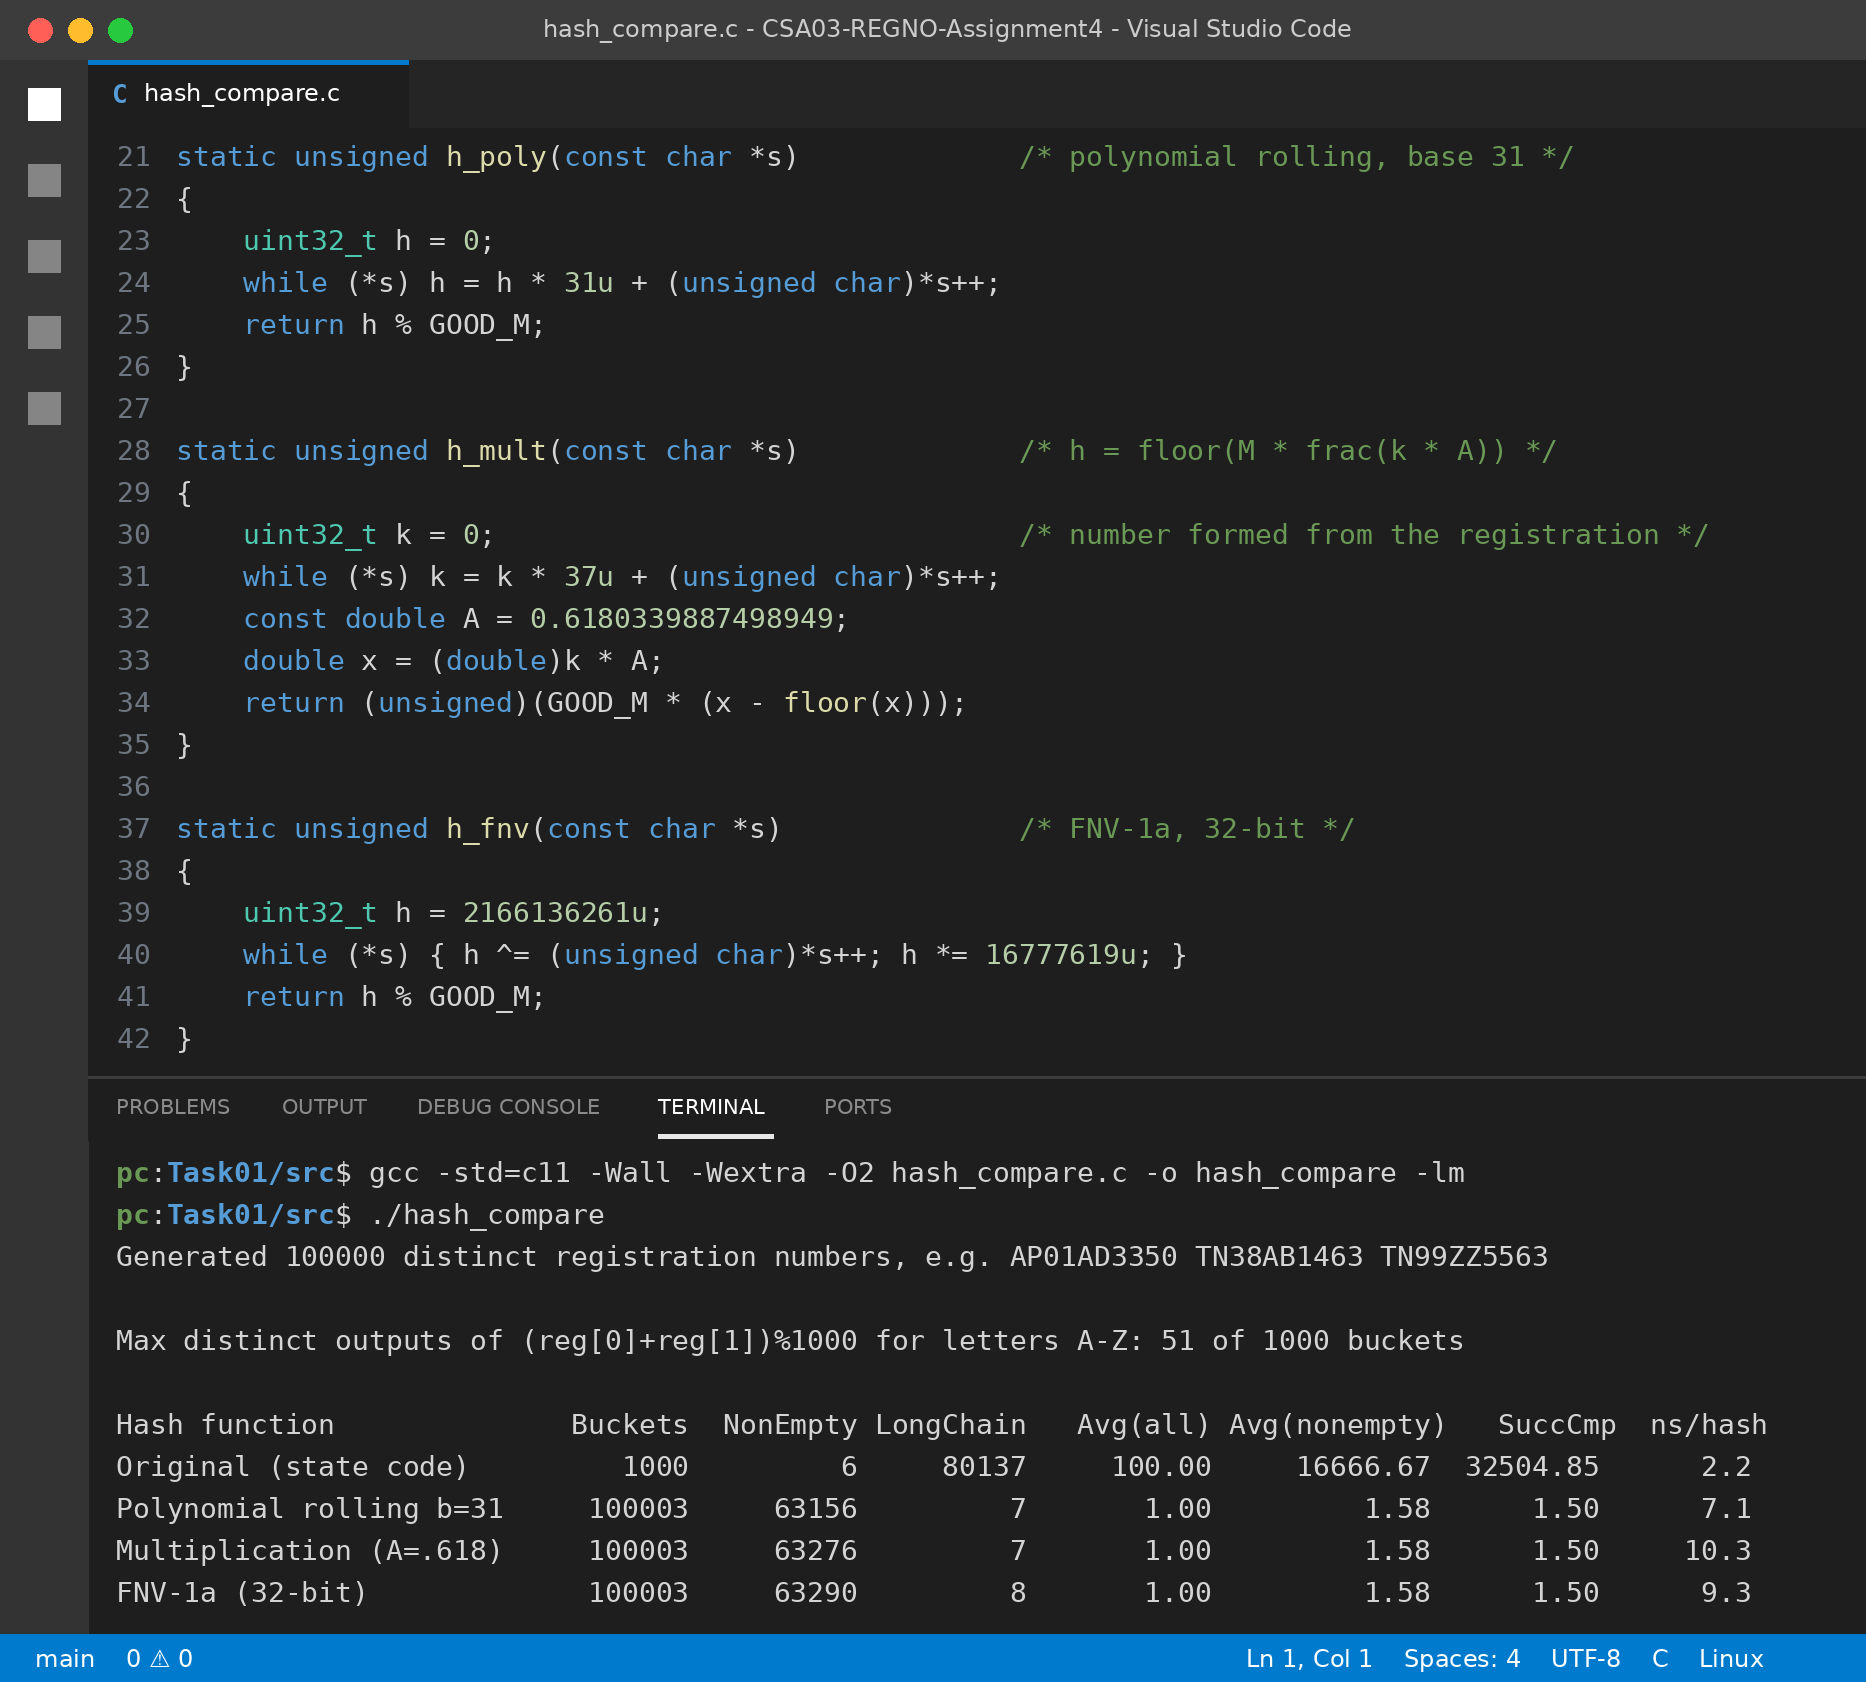 hash_compare.c - CSA03-REGNO-Assignment4 - Visual Studio Code
C hash_compare.c
21 static unsigned h_poly(const char *s)             /* polynomial rolling, base 31 */
22 {
23     uint32_t h = 0;
24     while (*s) h = h * 31u + (unsigned char)*s++;
25     return h % GOOD_M;
26 }
27
28 static unsigned h_mult(const char *s)             /* h = floor(M * frac(k * A)) */
29 {
30     uint32_t k = 0;                               /* number formed from the registration */
31     while (*s) k = k * 37u + (unsigned char)*s++;
32     const double A = 0.6180339887498949;
33     double x = (double)k * A;
34     return (unsigned)(GOOD_M * (x - floor(x)));
35 }
36
37 static unsigned h_fnv(const char *s)              /* FNV-1a, 32-bit */
38 {
39     uint32_t h = 2166136261u;
40     while (*s) { h ^= (unsigned char)*s++; h *= 16777619u; }
41     return h % GOOD_M;
42 }
PROBLEMS OUTPUT DEBUG CONSOLE TERMINAL PORTS
pc:Task01/src$ gcc -std=c11 -Wall -Wextra -O2 hash_compare.c -o hash_compare -lm
pc:Task01/src$ ./hash_compare
Generated 100000 distinct registration numbers, e.g. AP01AD3350 TN38AB1463 TN99ZZ5563
Max distinct outputs of (reg[0]+reg[1])%1000 for letters A-Z: 51 of 1000 buckets
Hash function              Buckets  NonEmpty LongChain   Avg(all) Avg(nonempty)   SuccCmp  ns/hash
Original (state code)         1000         6     80137     100.00     16666.67  32504.85      2.2
Polynomial rolling b=31     100003     63156         7       1.00         1.58      1.50      7.1
Multiplication (A=.618)     100003     63276         7       1.00         1.58      1.50     10.3
FNV-1a (32-bit)             100003     63290         8       1.00         1.58      1.50      9.3
main 0 ⚠ 0 Ln 1, Col 1 Spaces: 4 UTF-8 C Linux